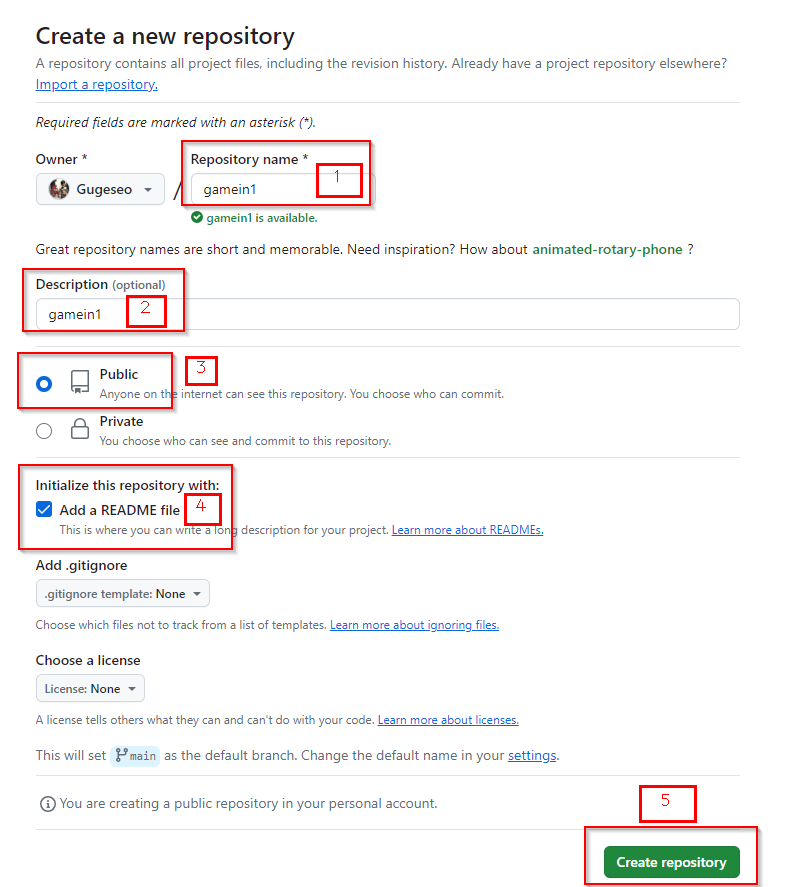 Create a new repository
A repository contains all project files, including the revision history. Already have a project repository elsewhere?
Import a repository.
Required fields are marked with an asterisk (*).
Owner * Repository name *
Gugeseo / gamein1 1
gamein1 is available.
Great repository names are short and memorable. Need inspiration? How about animated-rotary-phone ?
Description (optional)
gamein1 2
Public 3
Anyone on the internet can see this repository. You choose who can commit.
Private
You choose who can see and commit to this repository.
Initialize this repository with:
Add a README file 4
This is where you can write a long description for your project. Learn more about READMEs.
Add .gitignore
.gitignore template: None
Choose which files not to track from a list of templates. Learn more about ignoring files.
Choose a license
License: None
A license tells others what they can and can't do with your code. Learn more about licenses.
This will set main as the default branch. Change the default name in your settings.
You are creating a public repository in your personal account.
5
Create repository